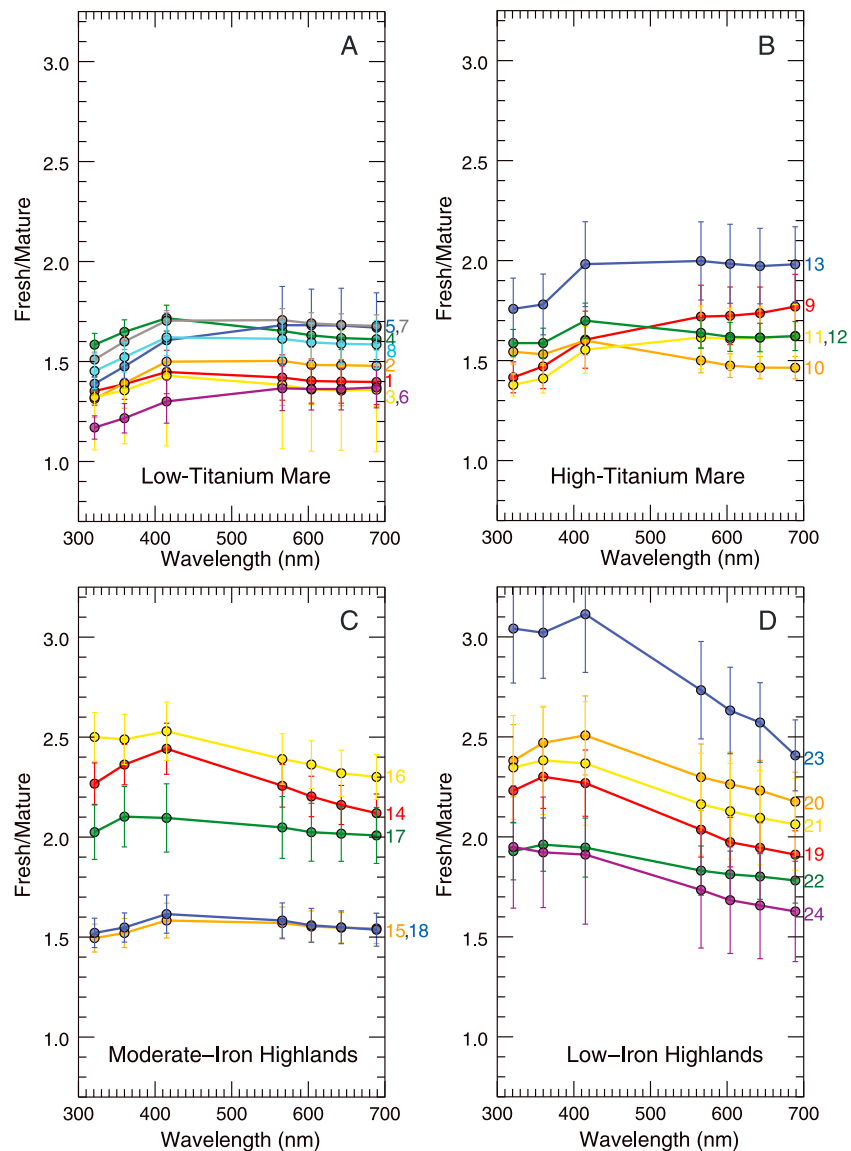 A
3.0
2.5
2.0
1.5
1.0
Fresh/Mature
5,7
4
8
2
1
3,6
Low-Titanium Mare
300 400 500 600 700
Wavelength (nm)
B
3.0
2.5
2.0
1.5
1.0
Fresh/Mature
13
9
11,12
10
High-Titanium Mare
300 400 500 600 700
Wavelength (nm)
C
3.0
2.5
2.0
1.5
1.0
Fresh/Mature
16
14
17
15,18
Moderate–Iron Highlands
300 400 500 600 700
Wavelength (nm)
D
3.0
2.5
2.0
1.5
1.0
Fresh/Mature
23
20
21
19
22
24
Low–Iron Highlands
300 400 500 600 700
Wavelength (nm)